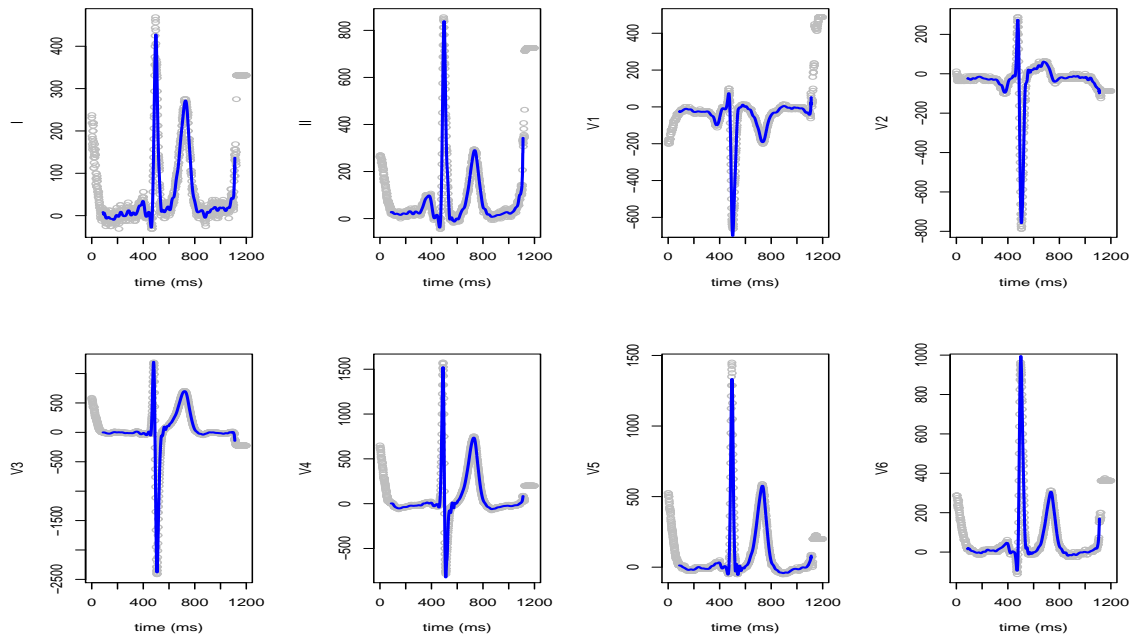 I
0 100 200 300 400
0 400 800 1200
time (ms)
II
0 200 400 600 800
0 400 800 1200
time (ms)
V1
-600 -400 -200 0 200 400
0 400 800 1200
time (ms)
V2
-800 -600 -400 -200 0 200
0 400 800 1200
time (ms)
V3
-2500 -1500 -500 0 500
0 400 800 1200
time (ms)
V4
-500 0 500 1000 1500
0 400 800 1200
time (ms)
V5
0 500 1000 1500
0 400 800 1200
time (ms)
V6
0 200 400 600 800 1000
0 400 800 1200
time (ms)